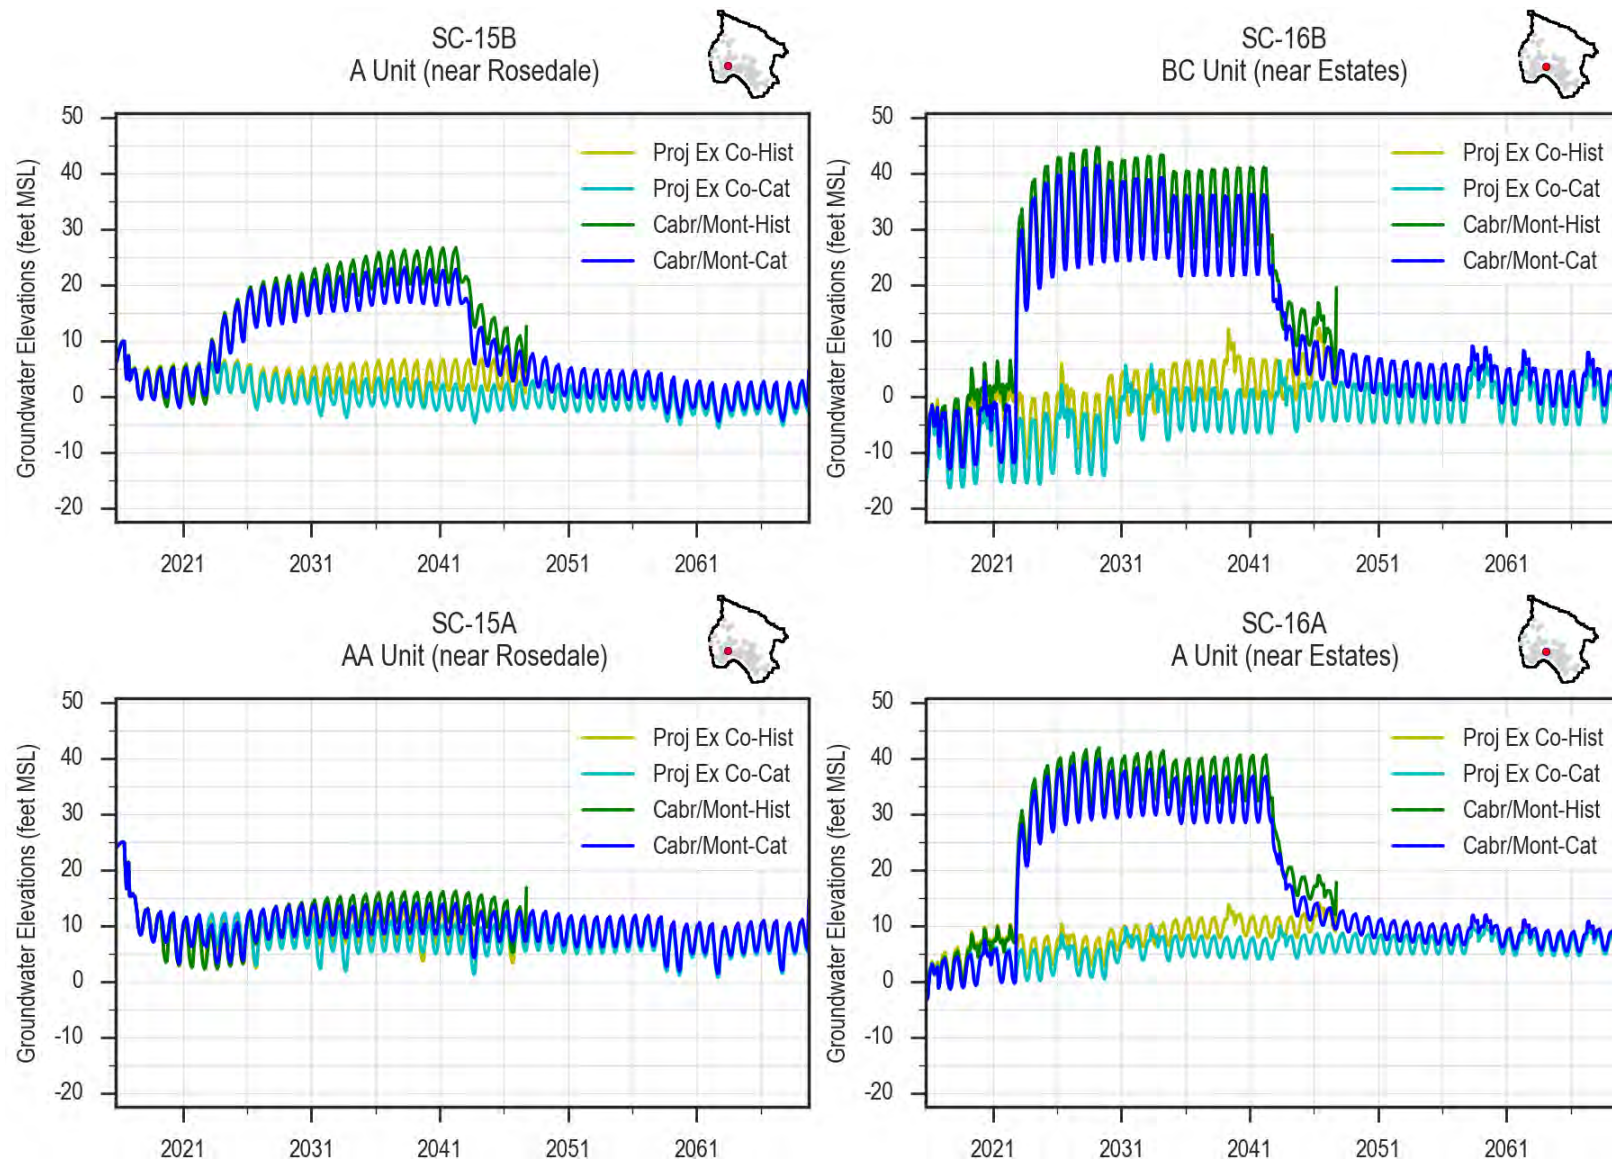 SC-15B
A Unit (near Rosedale)
50
40
30
20
10
0
-10
-20
Groundwater Elevations (feet MSL)
Proj Ex Co-Hist
Proj Ex Co-Cat
Cabr/Mont-Hist
Cabr/Mont-Cat
2021 2031 2041 2051 2061
SC-16B
BC Unit (near Estates)
50
40
30
20
10
0
-10
-20
Groundwater Elevations (feet MSL)
Proj Ex Co-Hist
Proj Ex Co-Cat
Cabr/Mont-Hist
Cabr/Mont-Cat
2021 2031 2041 2051 2061
SC-15A
AA Unit (near Rosedale)
50
40
30
20
10
0
-10
-20
Groundwater Elevations (feet MSL)
Proj Ex Co-Hist
Proj Ex Co-Cat
Cabr/Mont-Hist
Cabr/Mont-Cat
2021 2031 2041 2051 2061
SC-16A
A Unit (near Estates)
50
40
30
20
10
0
-10
-20
Groundwater Elevations (feet MSL)
Proj Ex Co-Hist
Proj Ex Co-Cat
Cabr/Mont-Hist
Cabr/Mont-Cat
2021 2031 2041 2051 2061